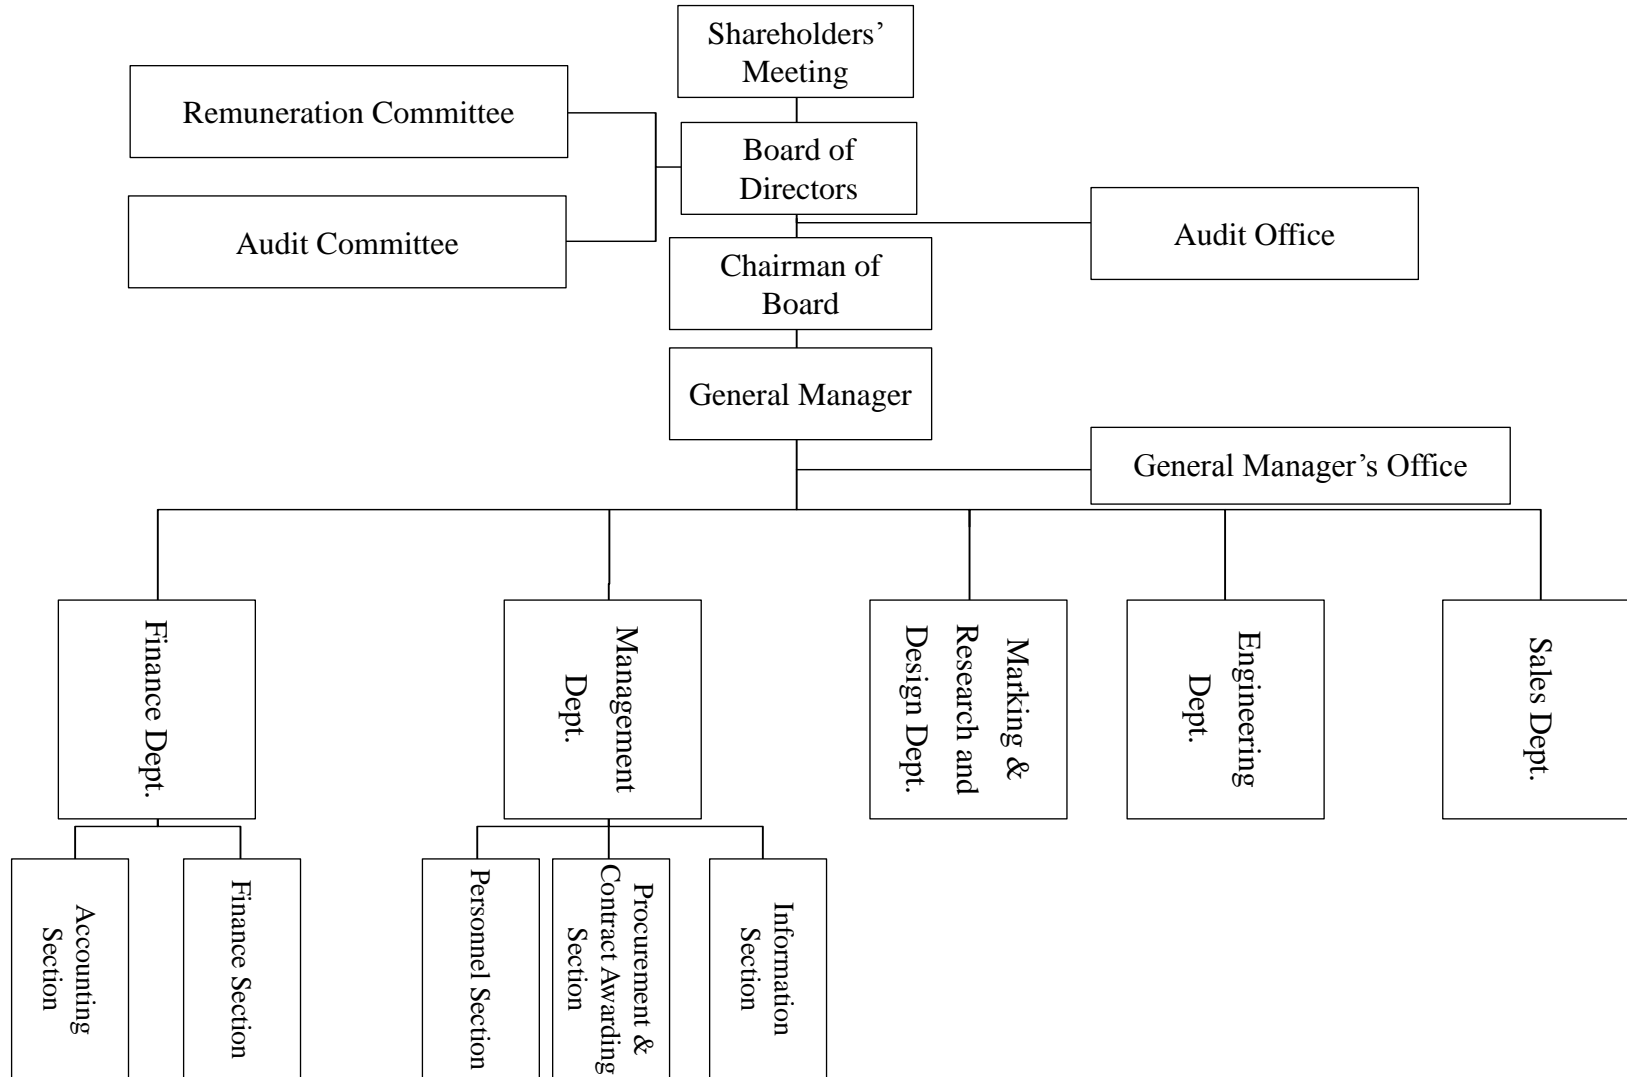 Shareholders’
Meeting
Remuneration Committee
Board of
Directors
Audit Committee
Audit Office
Chairman of
Board
General Manager
General Manager’s Office
Finance Dept.
Management
Dept.
Marking &
Research and
Design Dept.
Engineering
Dept.
Sales Dept.
Accounting
Section
Finance Section
Personnel Section
Procurement &
Contract Awarding
Section
Information
Section